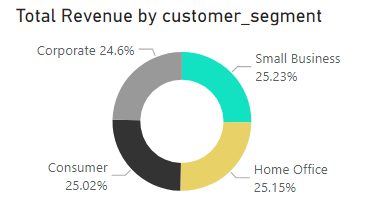 Total Revenue by customer_segment
Corporate 24.6%
Small Business
25.23%
Consumer
25.02%
Home Office
25.15%